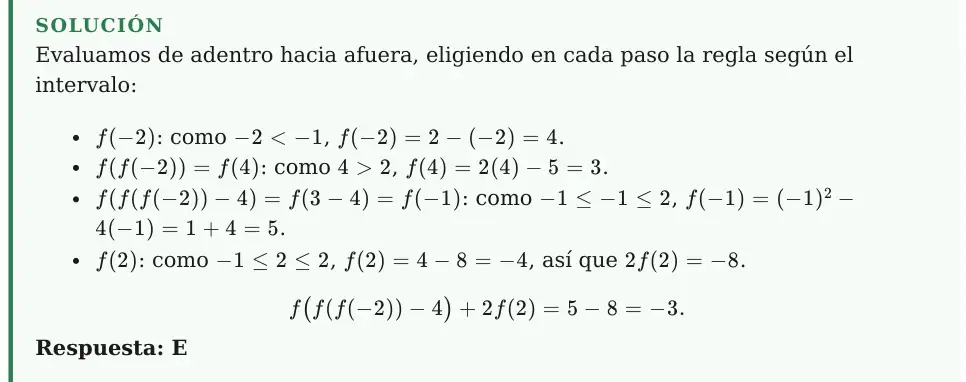 SOLUCIÓN
Evaluamos de adentro hacia afuera, eligiendo en cada paso la regla según el
intervalo:
• f(−2): como −2 < −1, f(−2) = 2 − (−2) = 4.
• f(f(−2)) = f(4): como 4 > 2, f(4) = 2(4) − 5 = 3.
• f(f(f(−2)) − 4) = f(3 − 4) = f(−1): como −1 ≤ −1 ≤ 2, f(−1) = (−1)² −
4(−1) = 1 + 4 = 5.
• f(2): como −1 ≤ 2 ≤ 2, f(2) = 4 − 8 = −4, así que 2f(2) = −8.
f(f(f(−2)) − 4) + 2f(2) = 5 − 8 = −3.
Respuesta: E